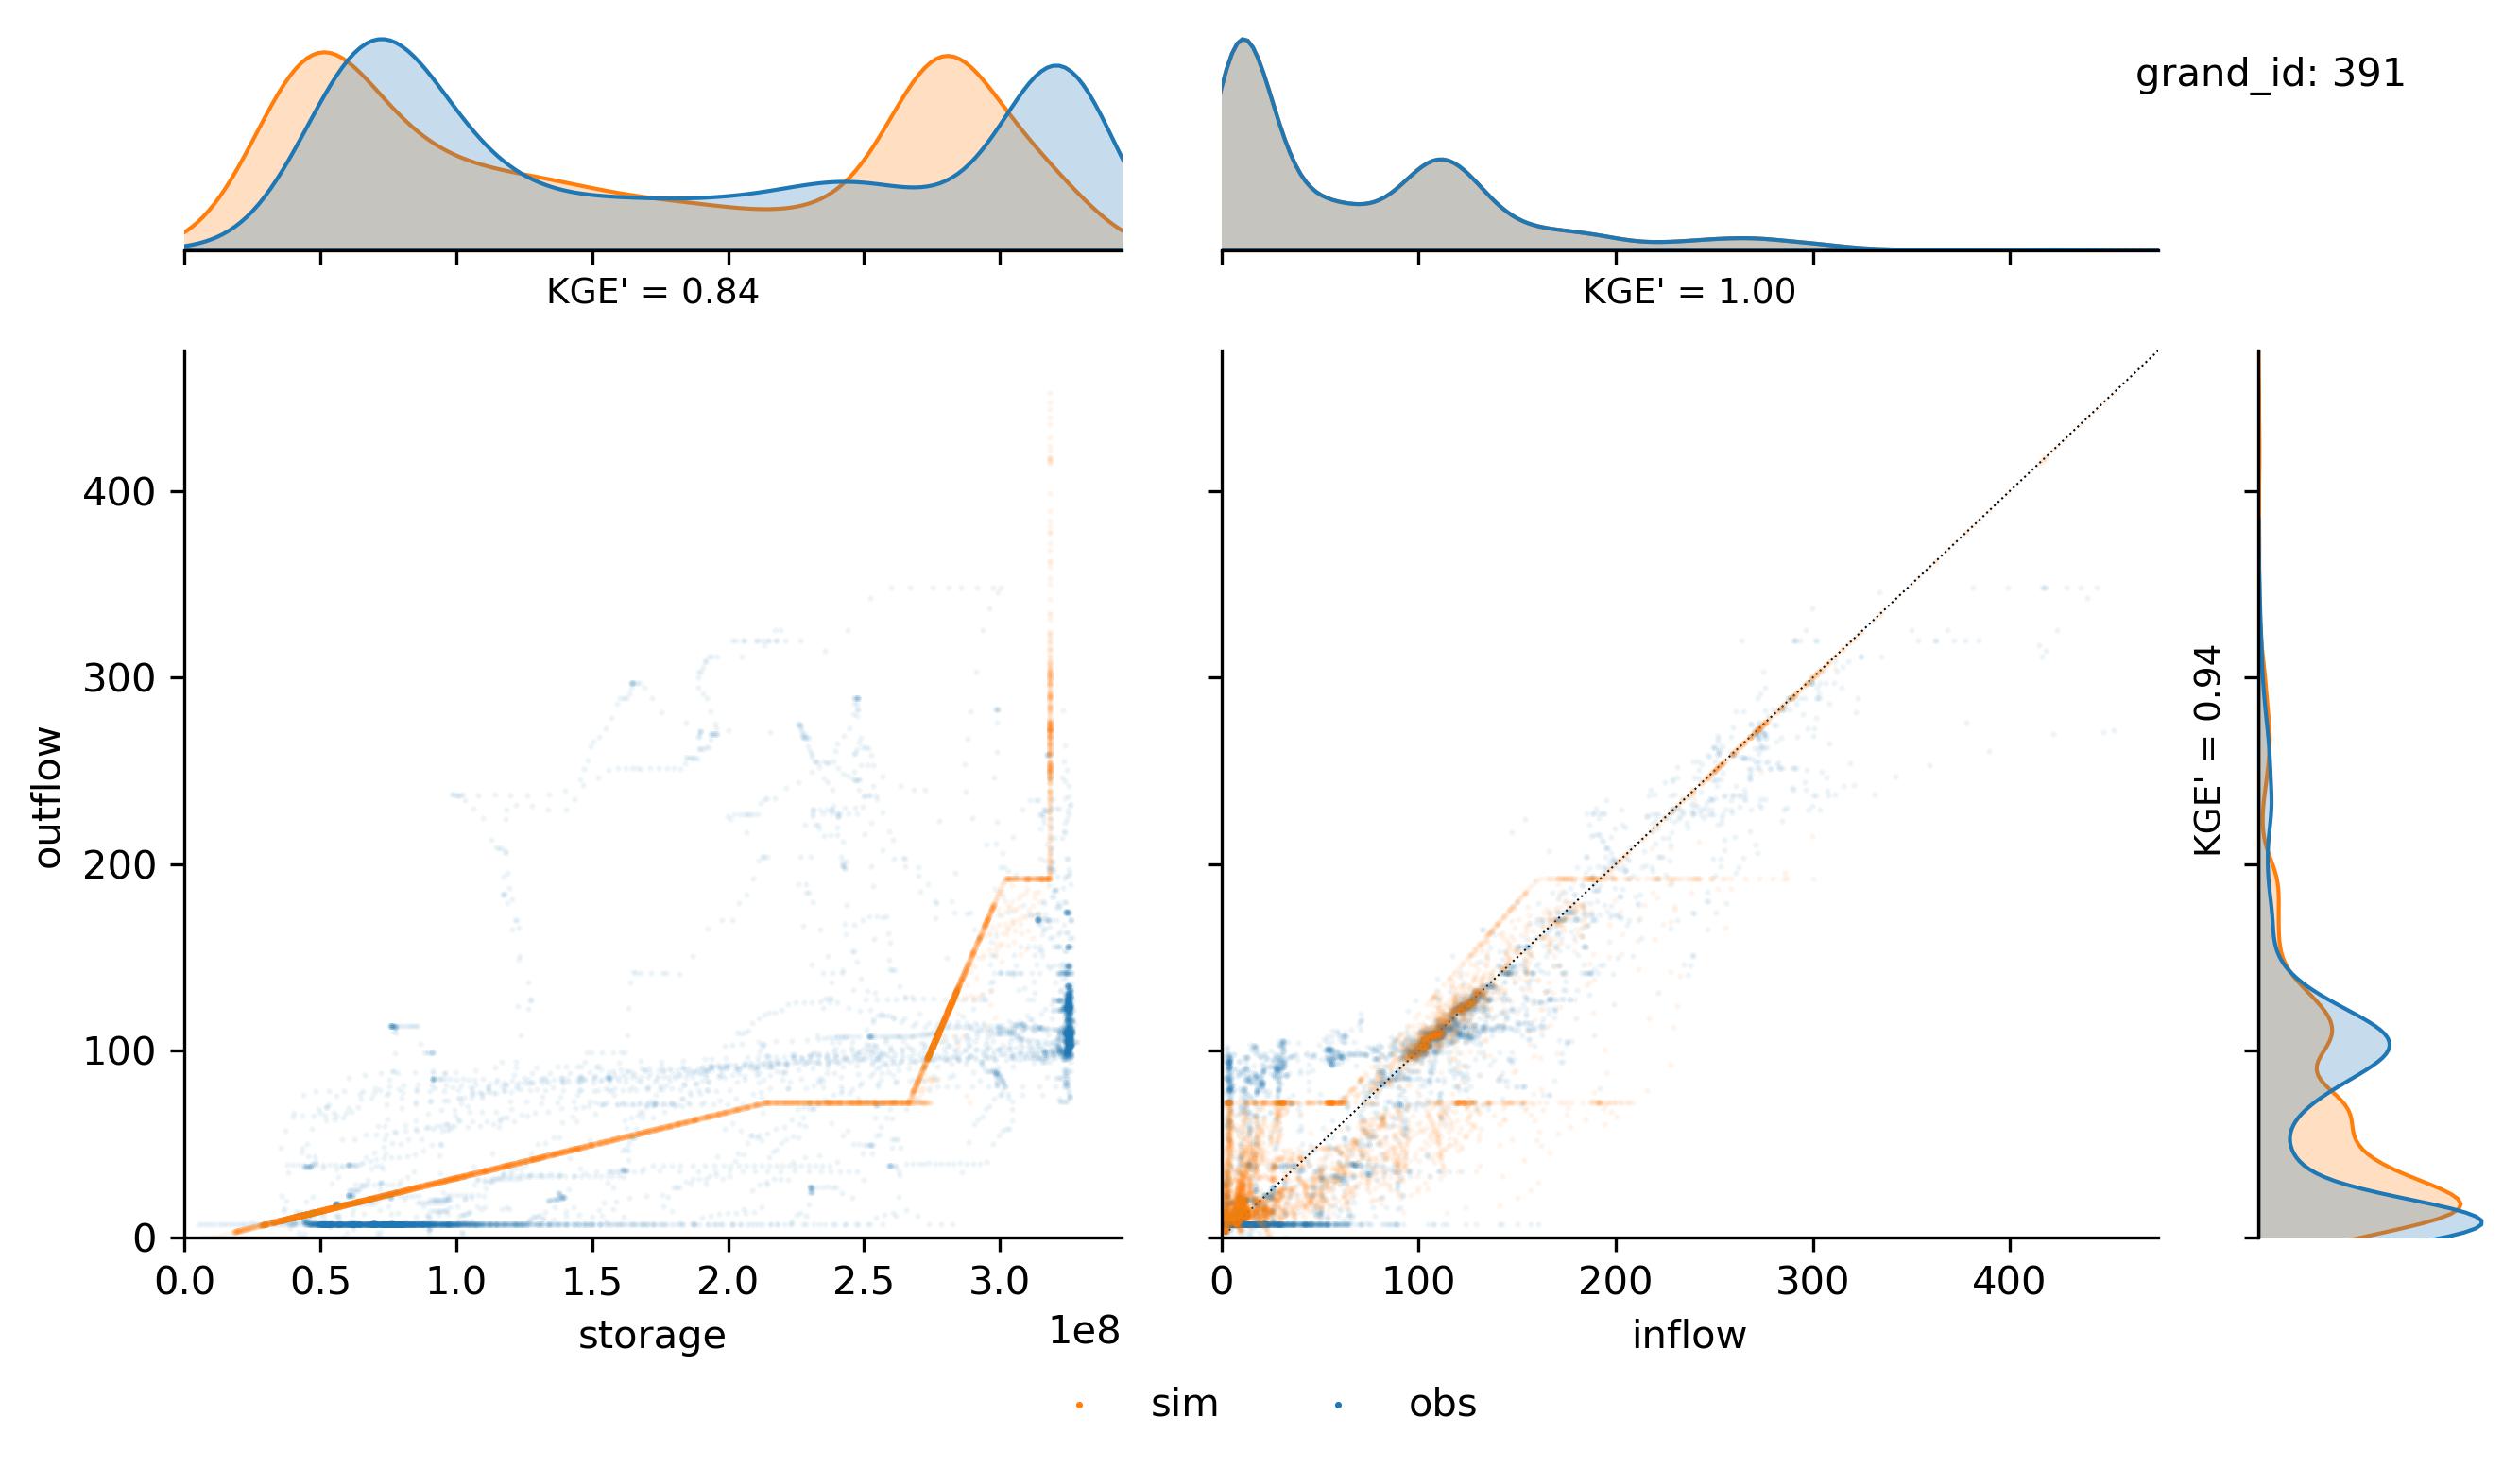 grand_id: 391
KGE' = 0.84
KGE' = 1.00
outflow
400
300
200
100
0
0.0 0.5 1.0 1.5 2.0 2.5 3.0
storage
1e8
0 100 200 300 400
inflow
KGE' = 0.94
sim obs